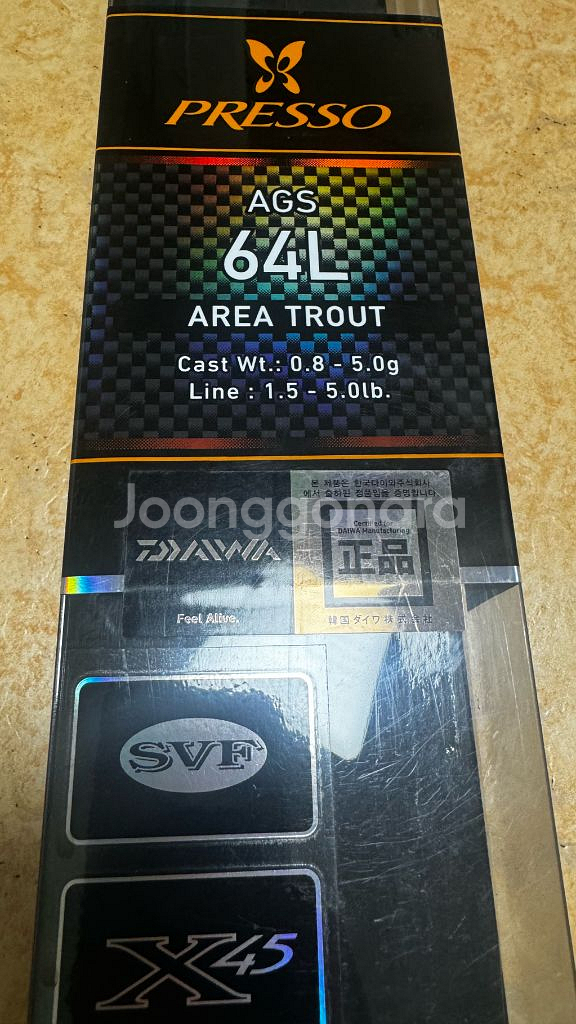 PRESSO
AGS
64L
AREA TROUT
Cast Wt.: 0.8 - 5.0g
Line : 1.5 - 5.0lb.
본 제품은 한국다이와주식회사
에서 출하된 정품임을 증명합니다.
Joonggonara
Certified for
DAIWA Manufacturing
DAIWA
正品
Feel Alive.
韓国ダイワ株式会社
SVF
X45